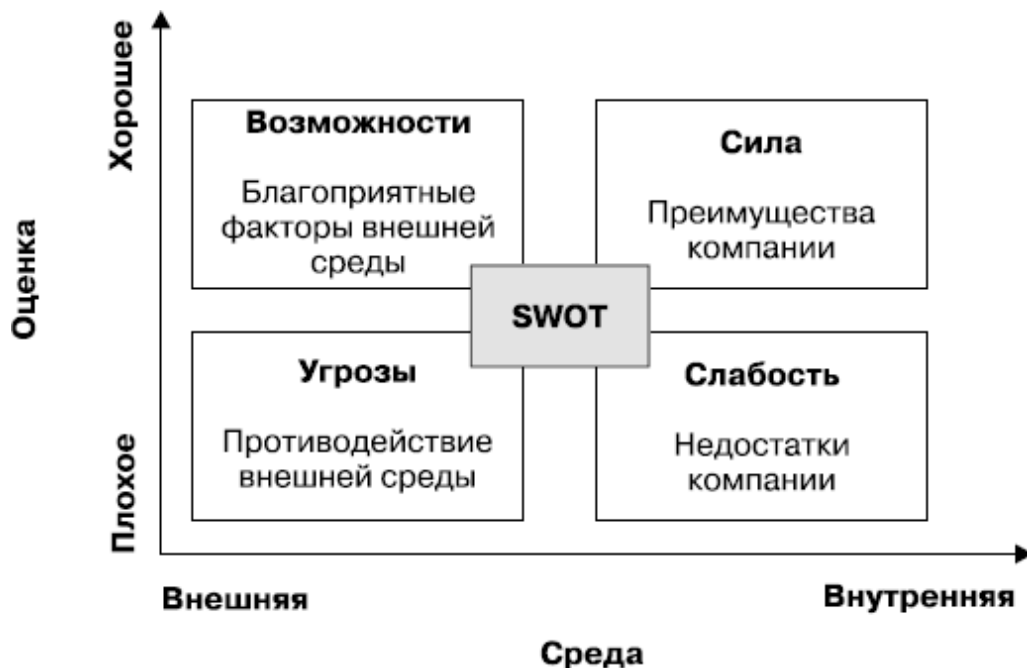 Хорошее
Оценка
Плохое
Возможности
Благоприятные
факторы внешней
среды
Сила
Преимущества
компании
SWOT
Угрозы
Противодействие
внешней среды
Слабость
Недостатки
компании
Внешняя
Внутренняя
Среда